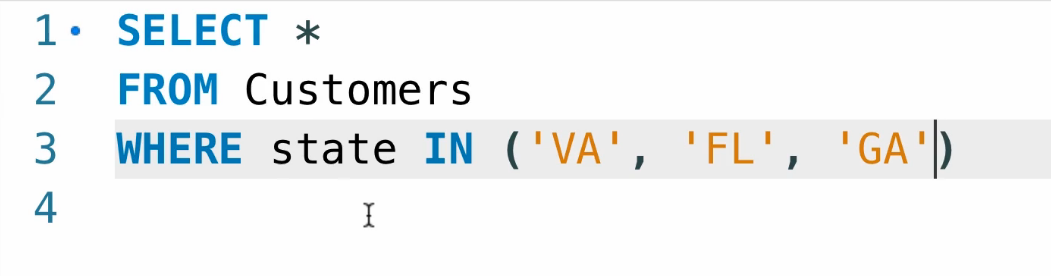 1 SELECT *
2 FROM Customers
3 WHERE state IN ('VA', 'FL', 'GA')
4